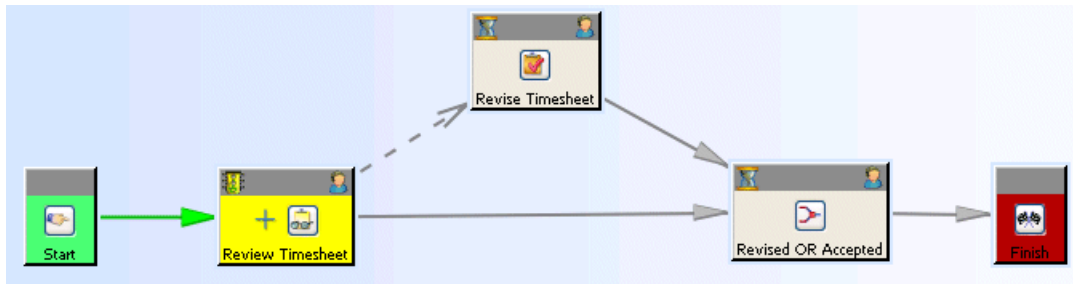 Revise Timesheet
Start
Review Timesheet
Revised OR Accepted
Finish